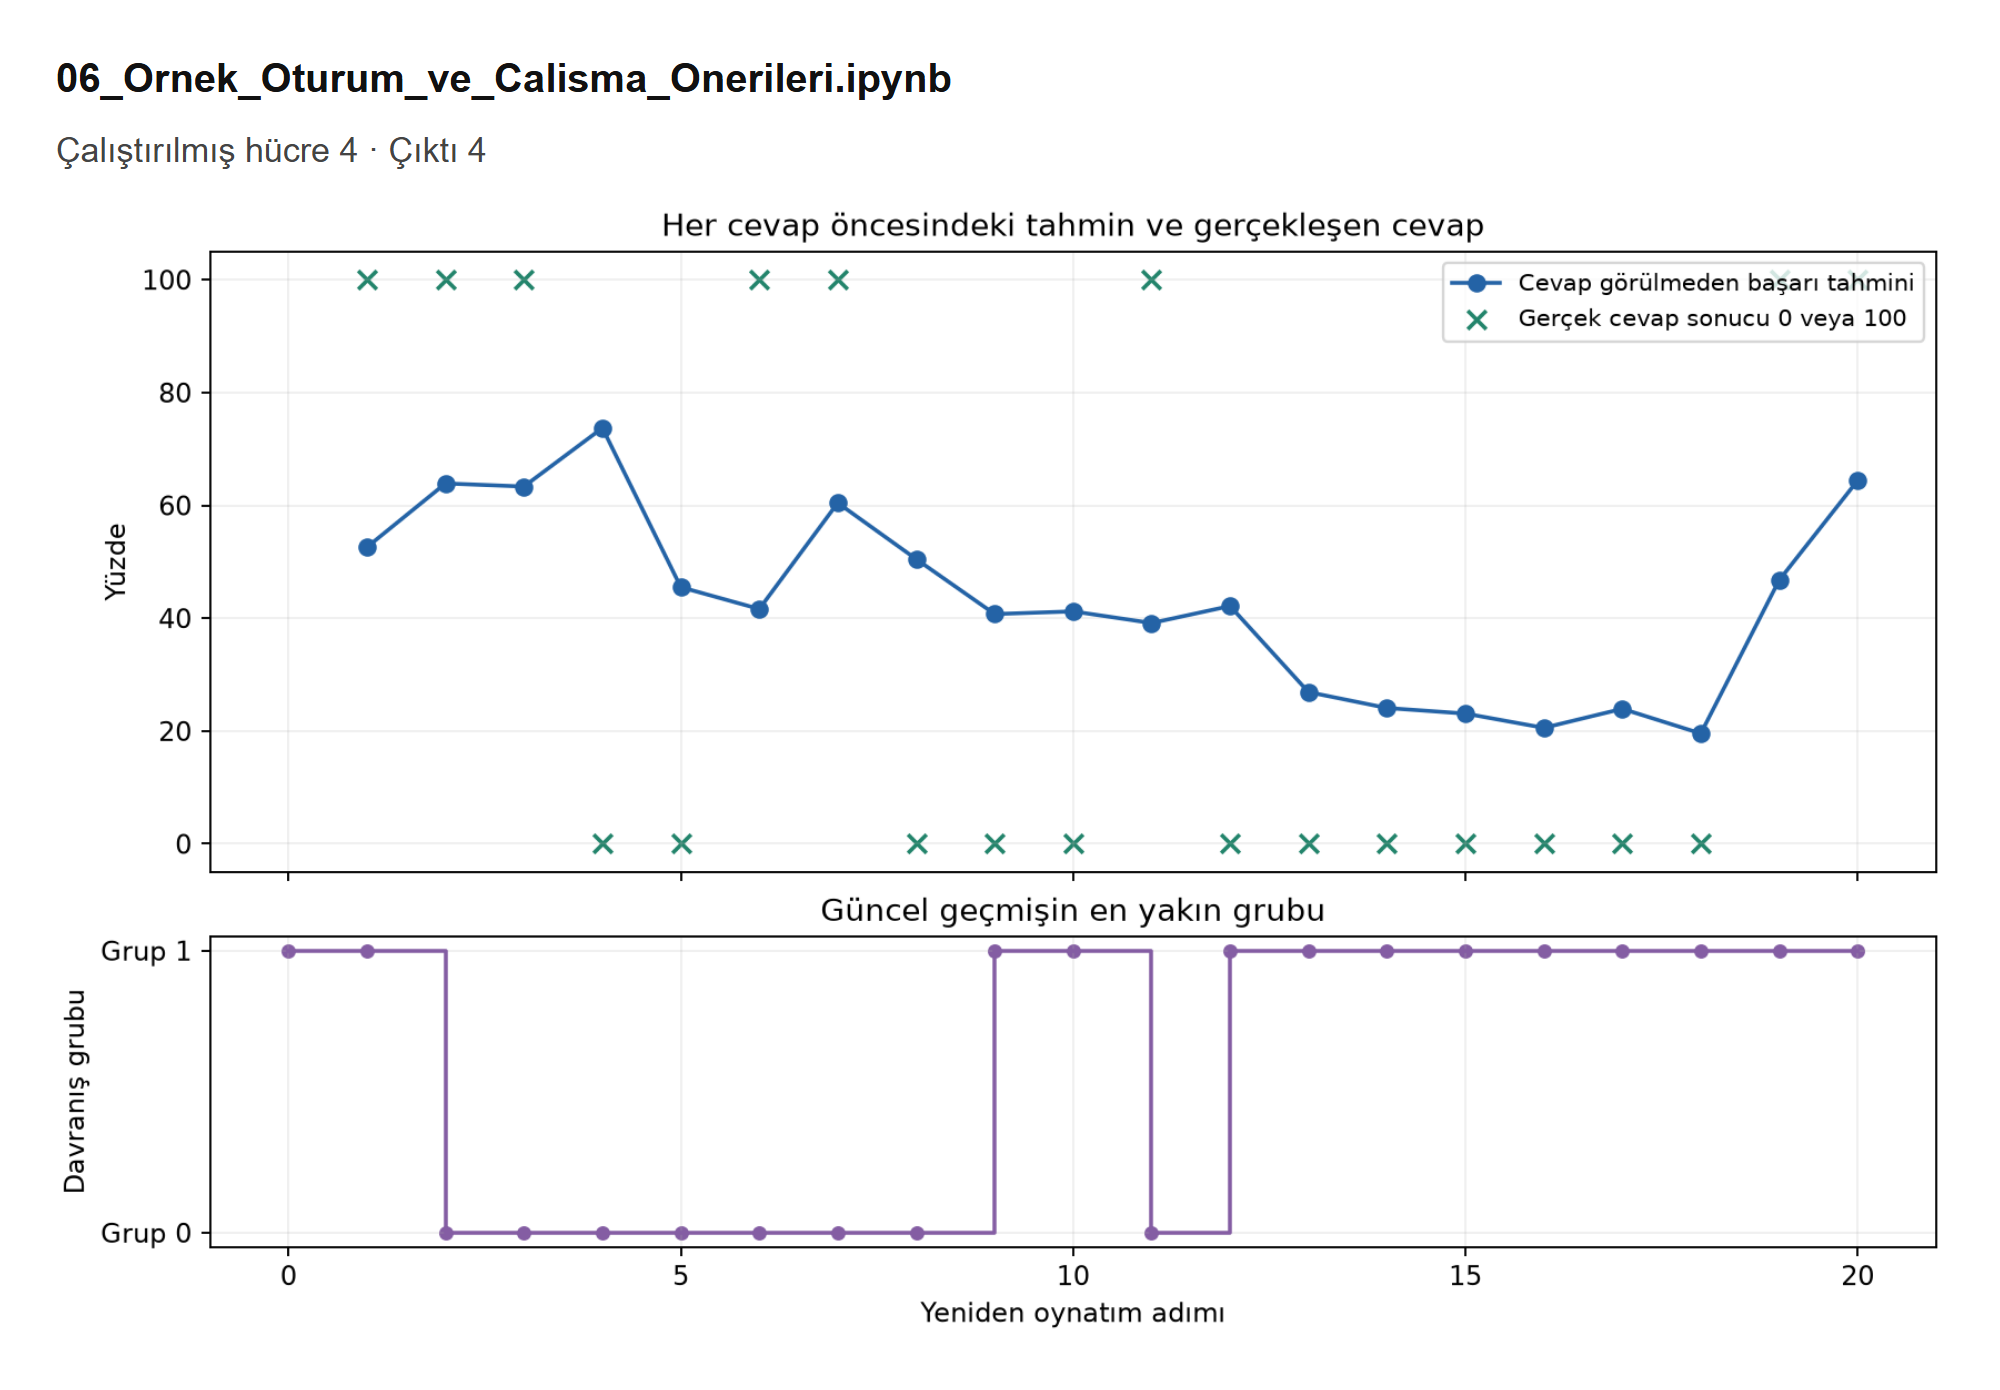 06_Ornek_Oturum_ve_Calisma_Onerileri.ipynb
Çalıştırılmış hücre 4 · Çıktı 4
Her cevap öncesindeki tahmin ve gerçekleşen cevap
Cevap görülmeden başarı tahmini
Gerçek cevap sonucu 0 veya 100
100
80
60
40
20
0
Yüzde
Güncel geçmişin en yakın grubu
Grup 1
Grup 0
Davranış grubu
0 5 10 15 20
Yeniden oynatım adımı